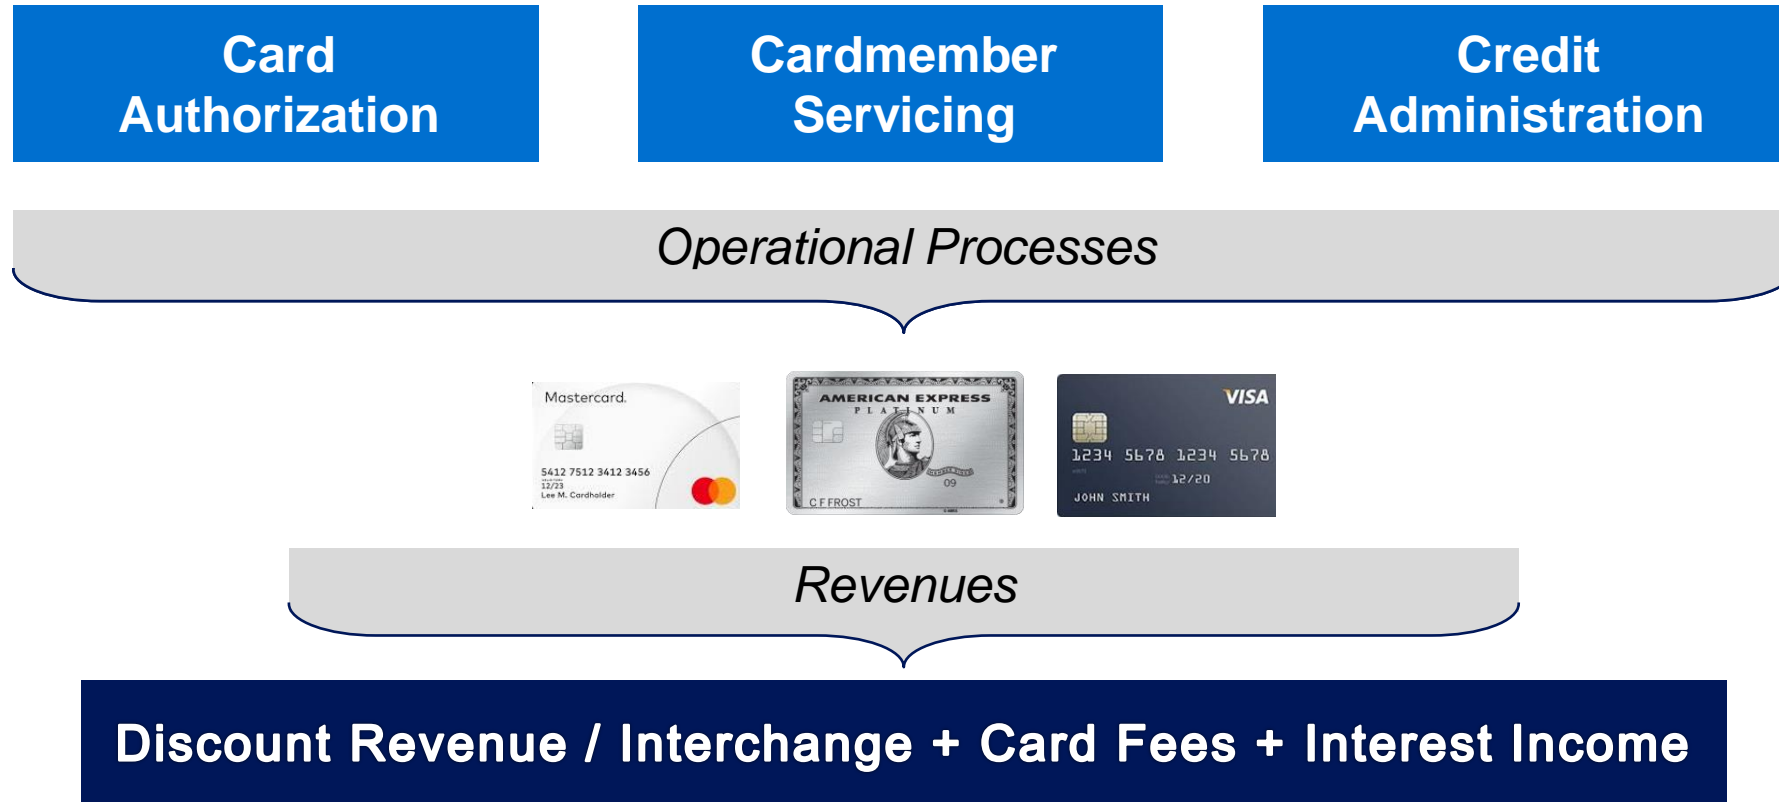 Card
Authorization
Cardmember
Servicing
Credit
Administration
Operational Processes
Mastercard.
5412 7512 3412 3456
12/23
Lee M. Cardholder
AMERICAN EXPRESS
PLATINUM
09
C F FROST
VISA
1234 5678 1234 5678
12/20
JOHN SMITH
Revenues
Discount Revenue / Interchange + Card Fees + Interest Income